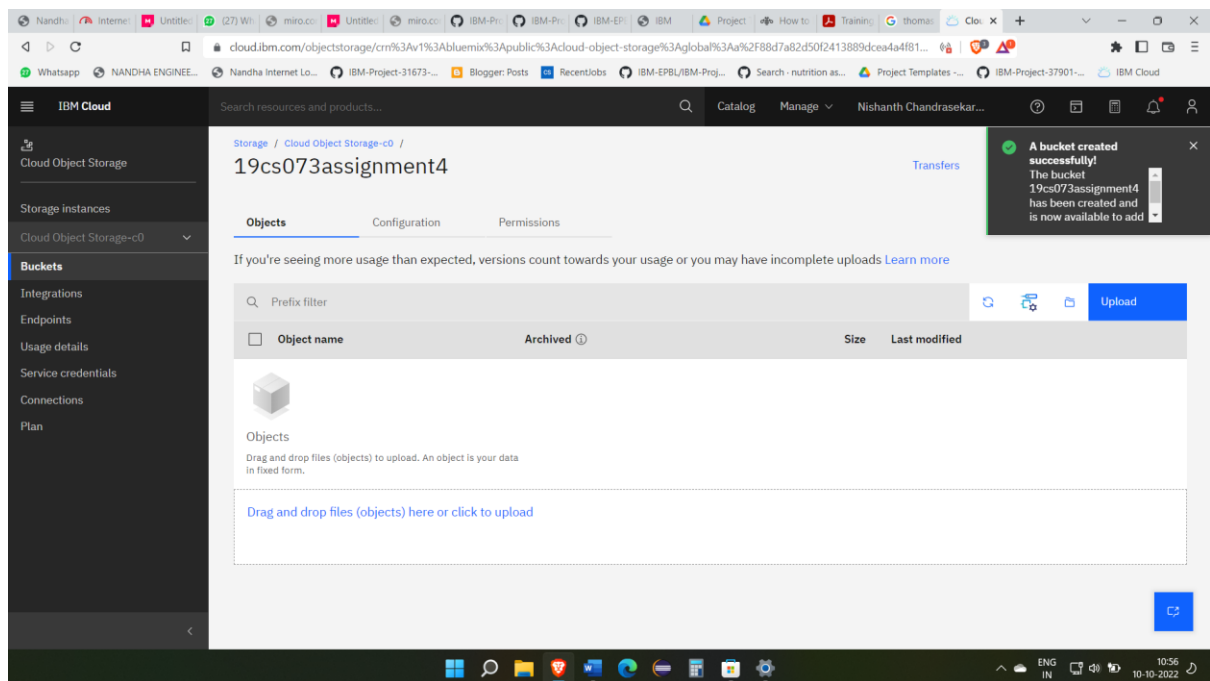 Nandha
Internet
Untitled
(27) Wh
miro.co
Untitled
miro.co
IBM-Pro
IBM-Pro
IBM-EPB
IBM
Project
How to
Training
thomas
Clou
cloud.ibm.com/objectstorage/crn%3Av1%3Abluemix%3Apublic%3Acloud-object-storage%3Aglobal%3Aa%2F88d7a82d50f2413889dcea4a4f81...
Whatsapp
NANDHA ENGINEE...
Nandha Internet Lo...
IBM-Project-31673-...
Blogger: Posts
RecentJobs
IBM-EPBL/IBM-Proj...
Search - nutrition as...
Project Templates -...
IBM-Project-37901-...
IBM Cloud
IBM Cloud
Search resources and products...
Catalog
Manage
Nishanth Chandrasekar...
Cloud Object Storage
Storage instances
Cloud Object Storage-c0
Buckets
Integrations
Endpoints
Usage details
Service credentials
Connections
Plan
Storage / Cloud Object Storage-c0 /
19cs073assignment4
Transfers
A bucket created
successfully!
The bucket
19cs073assignment4
has been created and
is now available to add
Objects
Configuration
Permissions
If you're seeing more usage than expected, versions count towards your usage or you may have incomplete uploads Learn more
Prefix filter
Upload
Object name
Archived
Size
Last modified
Objects
Drag and drop files (objects) to upload. An object is your data
in fixed form.
Drag and drop files (objects) here or click to upload
ENG
IN
10:56
10-10-2022